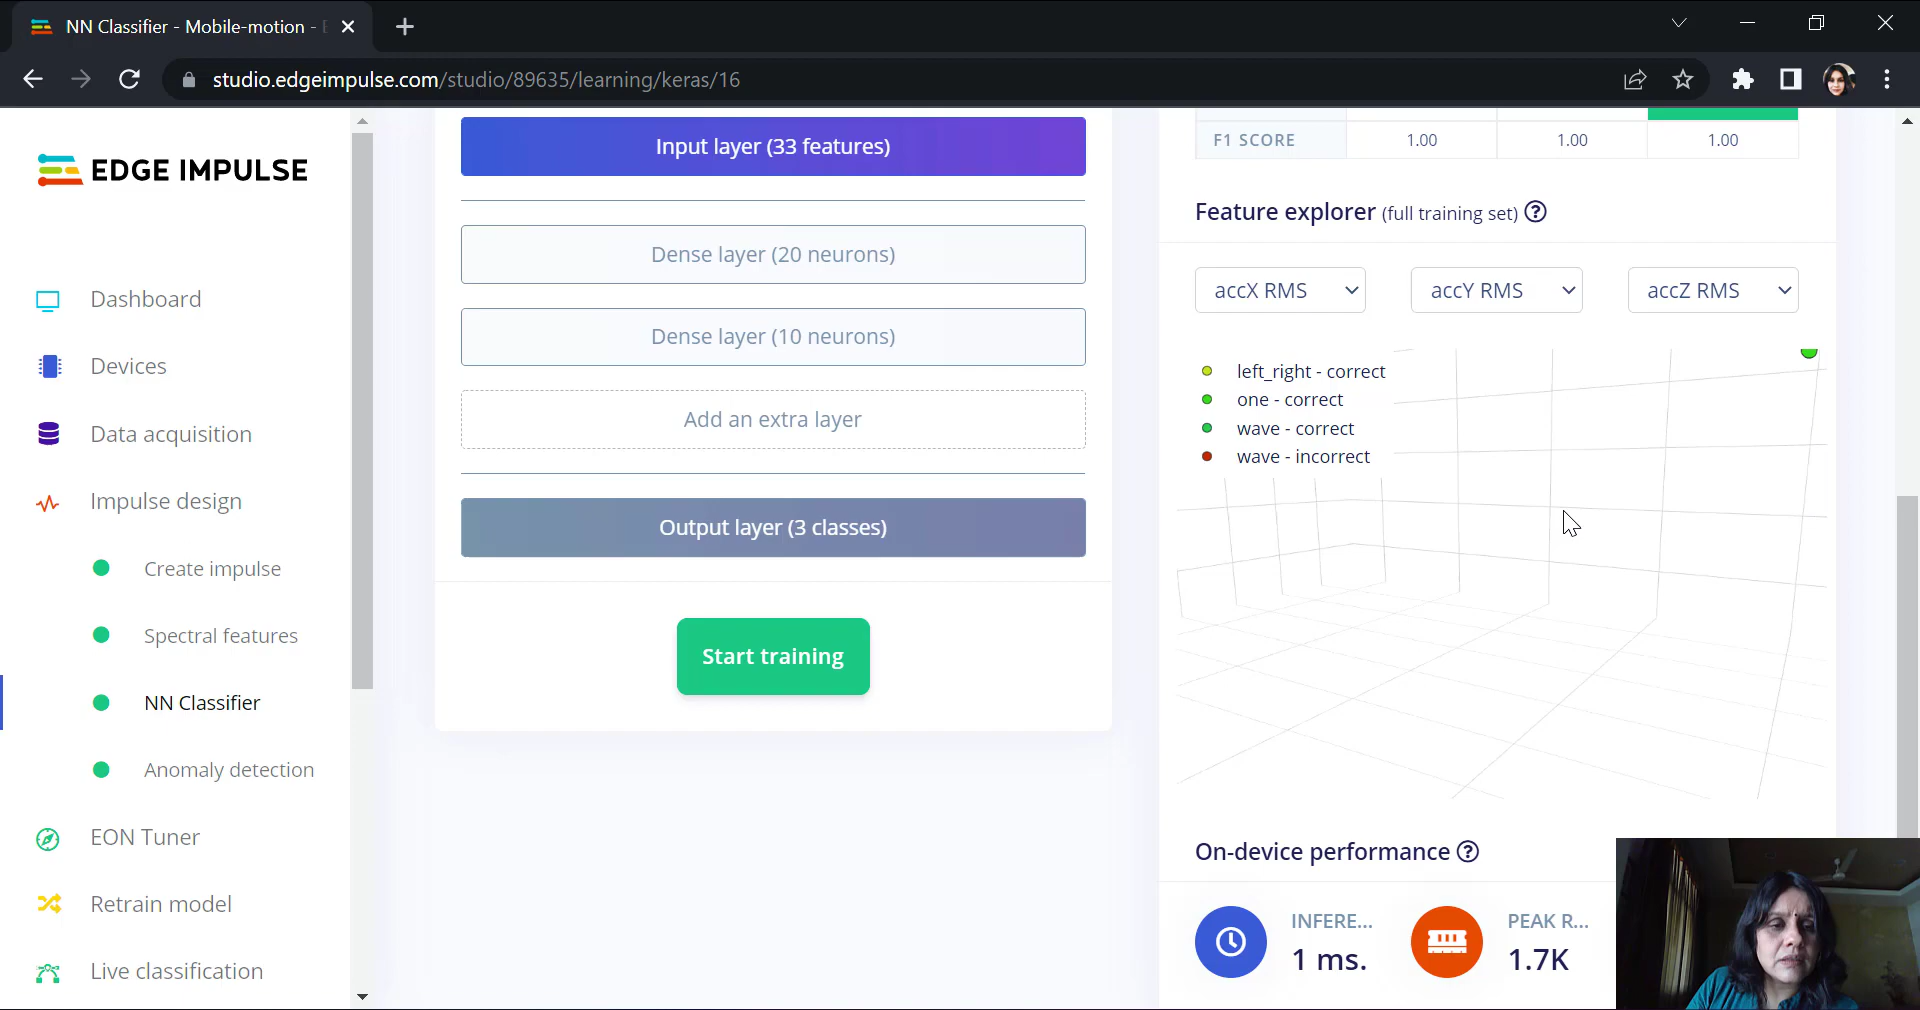 NN Classifier - Mobile-motion -
studio.edgeimpulse.com/studio/89635/learning/keras/16
EDGE IMPULSE
Dashboard
Devices
Data acquisition
Impulse design
Create impulse
Spectral features
NN Classifier
Anomaly detection
EON Tuner
Retrain model
Live classification
Input layer (33 features)
Dense layer (20 neurons)
Dense layer (10 neurons)
Add an extra layer
Output layer (3 classes)
Start training
F1 SCORE 1.00 1.00 1.00
Feature explorer (full training set) ?
accX RMS accY RMS accZ RMS
left_right - correct
one - correct
wave - correct
wave - incorrect
On-device performance ?
INFERE... PEAK R...
1 ms. 1.7K